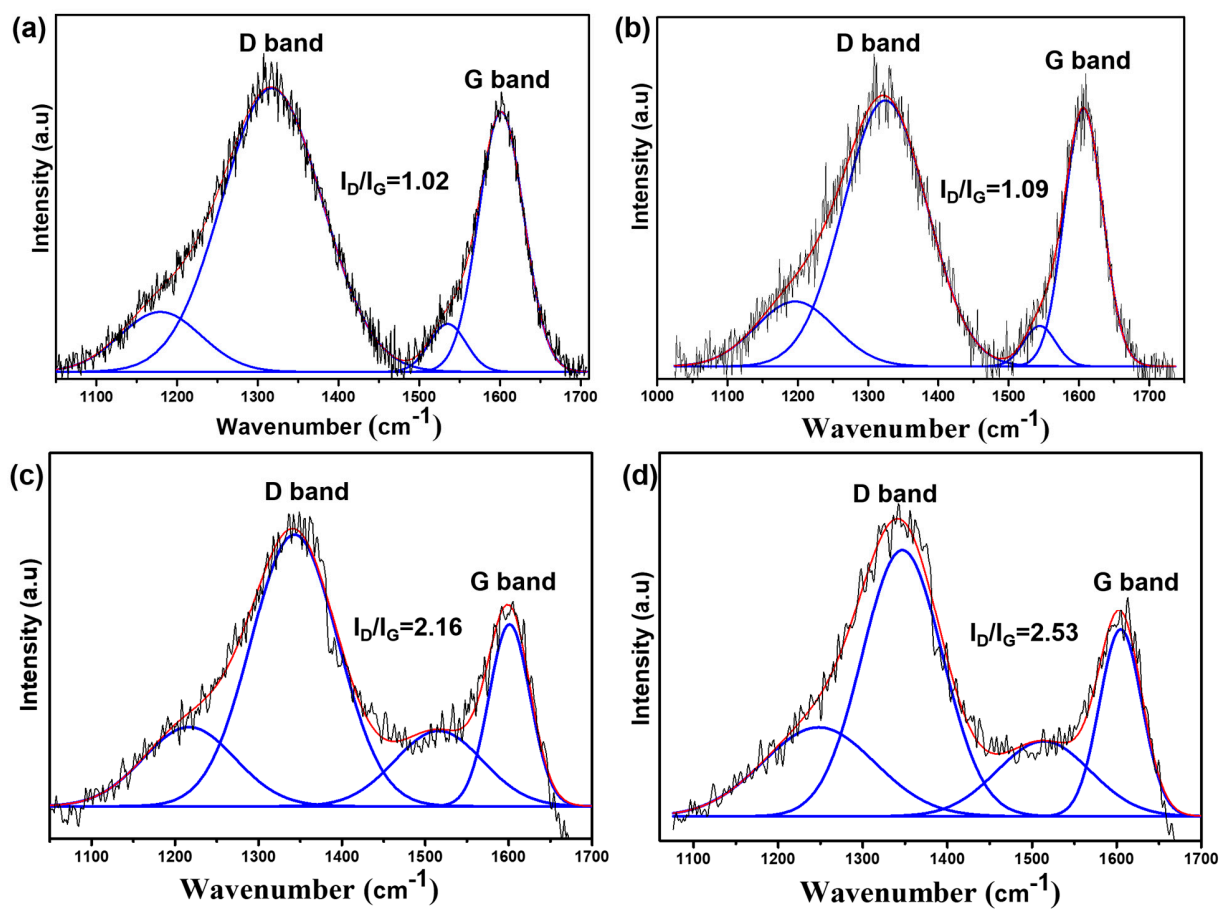 (a)
D band
G band
I_D/I_G=1.02
Intensity (a.u)
1100 1200 1300 1400 1500 1600 1700
Wavenumber (cm⁻¹)
(b)
D band
G band
I_D/I_G=1.09
Intensity (a.u)
1000 1100 1200 1300 1400 1500 1600 1700
Wavenumber (cm⁻¹)
(c)
D band
G band
I_D/I_G=2.16
Intensity (a.u)
1100 1200 1300 1400 1500 1600 1700
Wavenumber (cm⁻¹)
(d)
D band
G band
I_D/I_G=2.53
Intensity (a.u)
1100 1200 1300 1400 1500 1600 1700
Wavenumber (cm⁻¹)